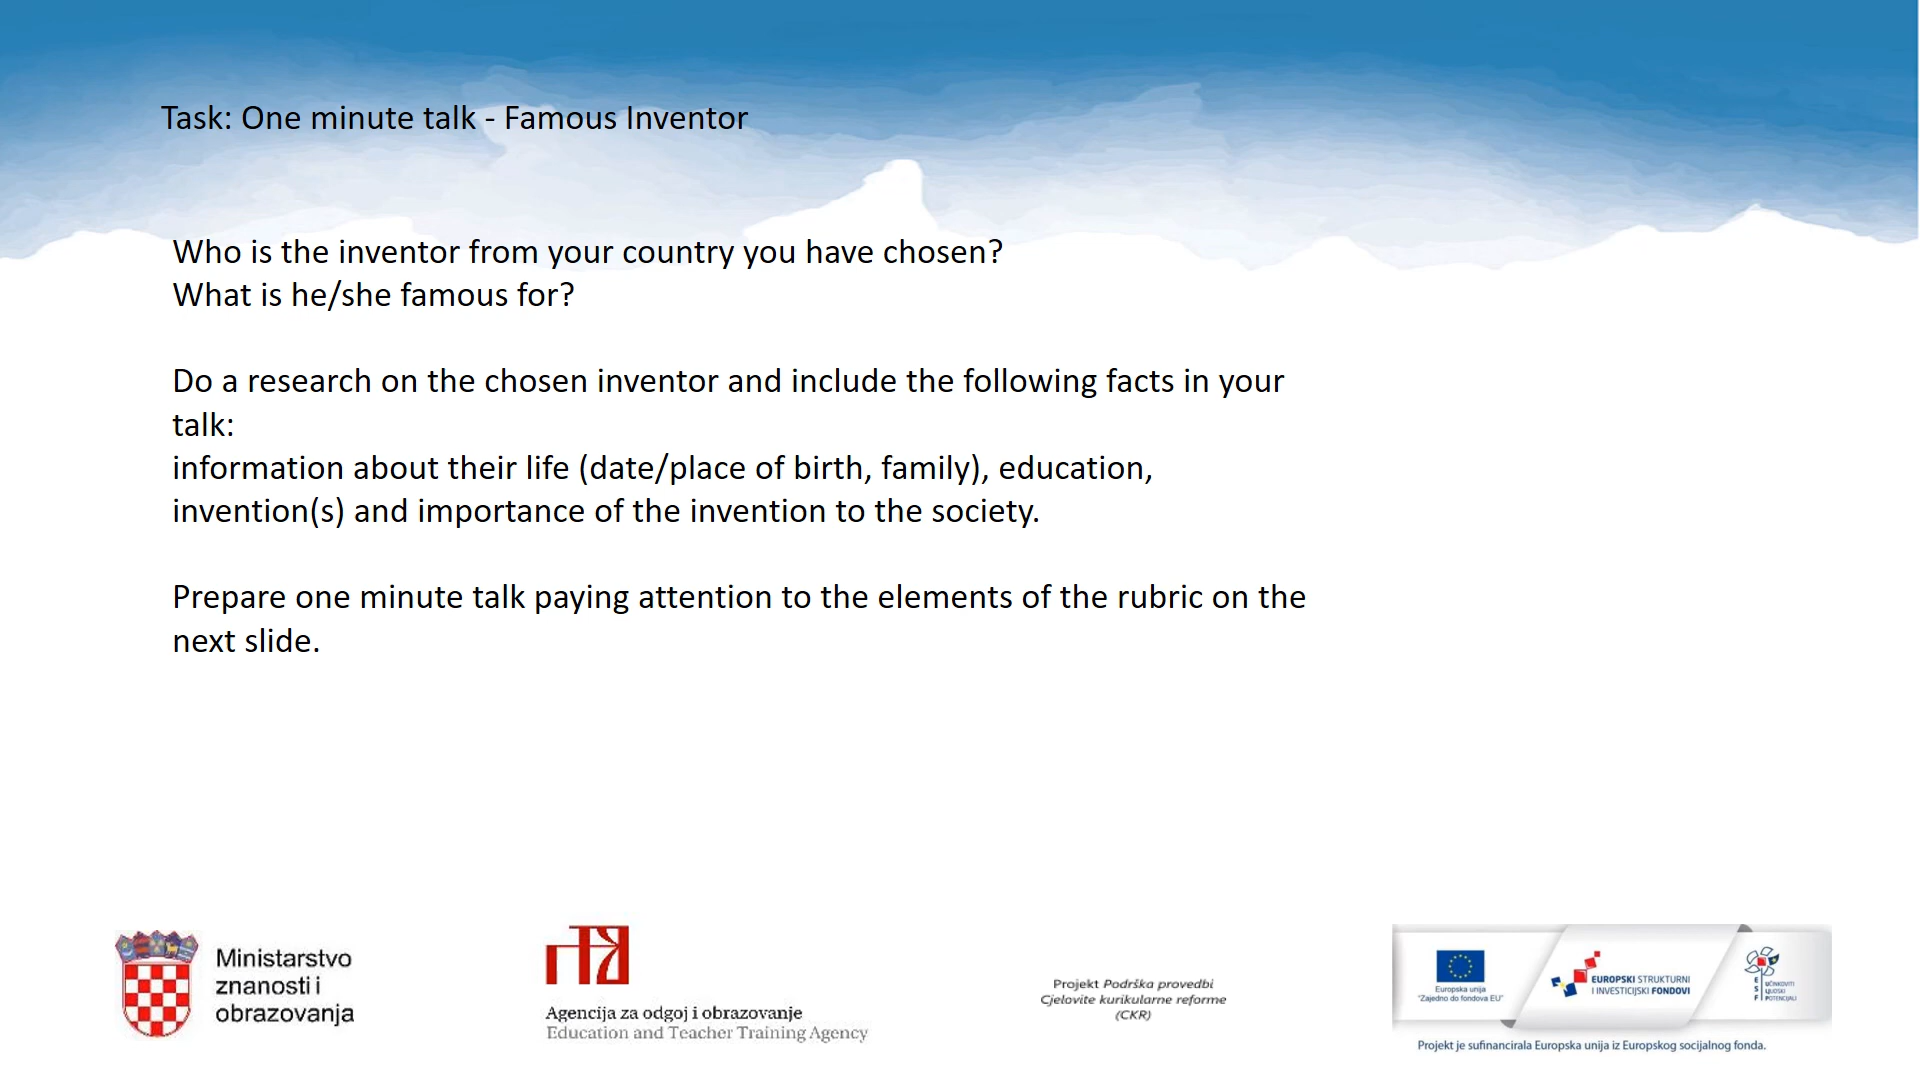 Task: One minute talk - Famous Inventor
Who is the inventor from your country you have chosen?
What is he/she famous for?
Do a research on the chosen inventor and include the following facts in your
talk:
information about their life (date/place of birth, family), education,
invention(s) and importance of the invention to the society.
Prepare one minute talk paying attention to the elements of the rubric on the
next slide.
Ministarstvo
znanosti i
obrazovanja
Agencija za odgoj i obrazovanje
Education and Teacher Training Agency
Projekt Podrška provedbi
Cjelovite kurikularne reforme
(CKR)
Europska unija
"Zajedno do fondova EU"
EUROPSKI STRUKTURNI
I INVESTICIJSKI FONDOVI
ESF
UČINKOVITI
LJUDSKI
POTENCIJALI
Projekt je sufinancirala Europska unija iz Europskog socijalnog fonda.